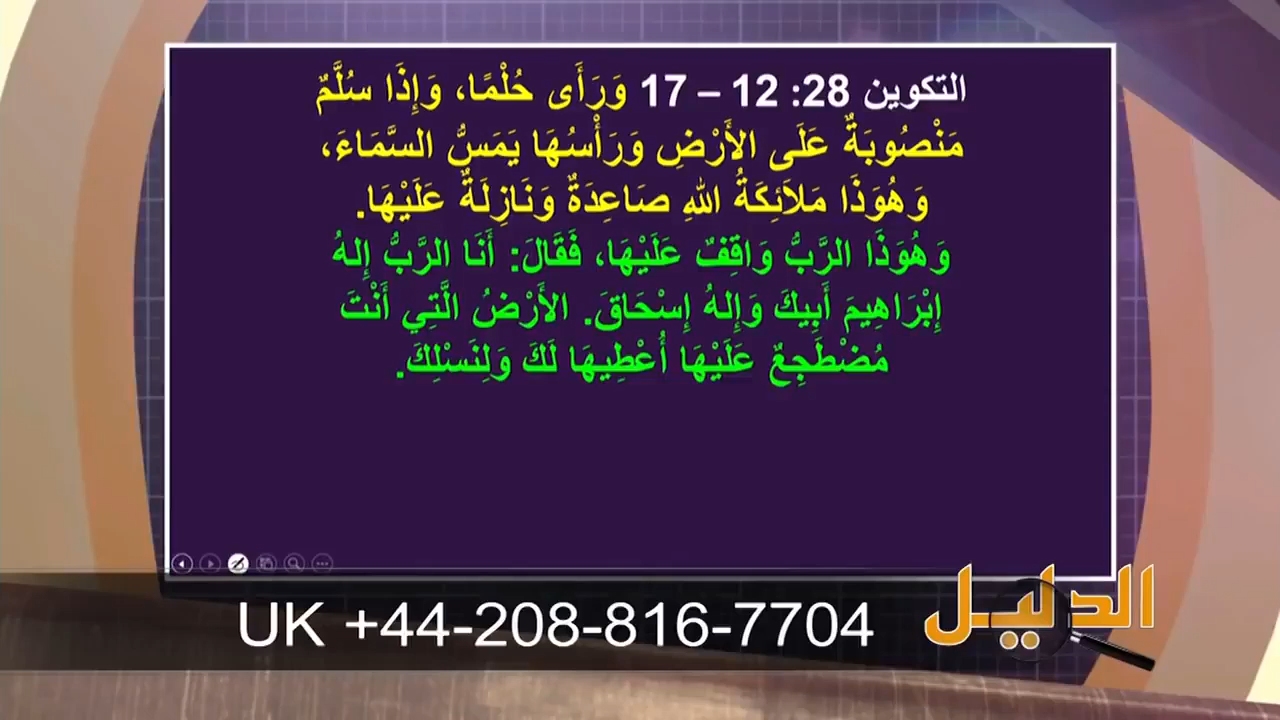 التكوين 28: 12 – 17 وَرَأَى حُلْمًا، وَإِذَا سُلَّمٌ
مَنْصُوبَةٌ عَلَى الأَرْضِ وَرَأْسُهَا يَمَسُّ السَّمَاءَ،
وَهُوَذَا مَلاَئِكَةُ اللهِ صَاعِدَةٌ وَنَازِلَةٌ عَلَيْهَا.
وَهُوَذَا الرَّبُّ وَاقِفٌ عَلَيْهَا، فَقَالَ: أَنَا الرَّبُّ إِلهُ
إِبْرَاهِيمَ أَبِيكَ وَإِلهُ إِسْحَاقَ. الأَرْضُ الَّتِي أَنْتَ
مُضْطَجِعٌ عَلَيْهَا أُعْطِيهَا لَكَ وَلِنَسْلِكَ.
UK +44-208-816-7704
الدليل